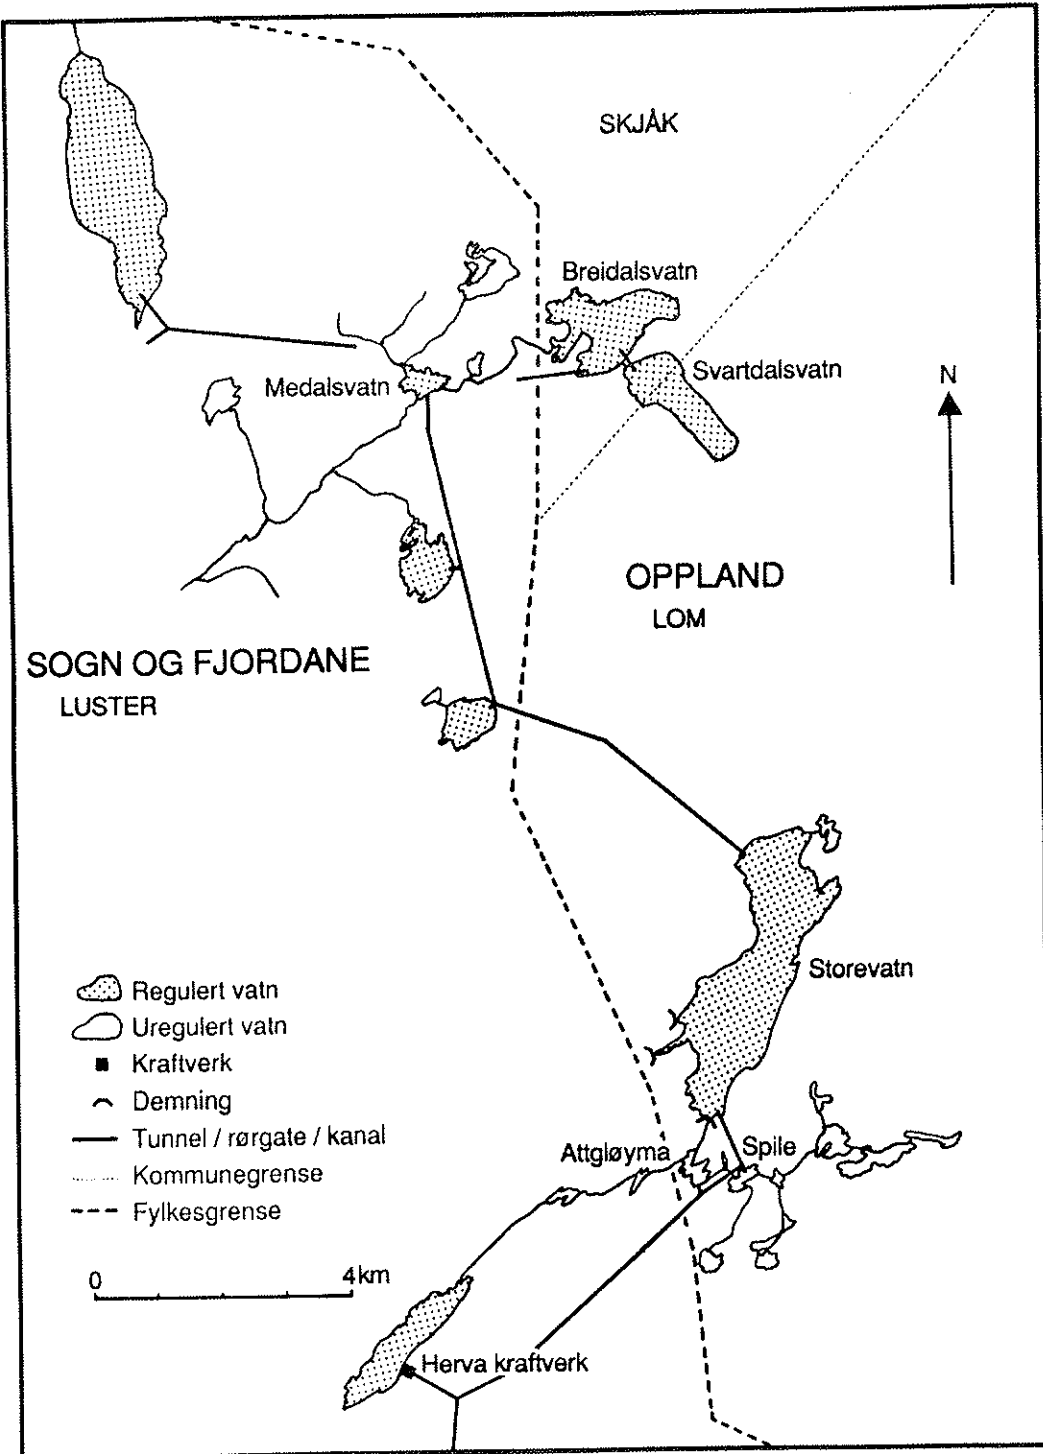 SKJÅK
Breidalsvatn
Medalsvatn
Svartdalsvatn
N
OPPLAND
LOM
SOGN OG FJORDANE
LUSTER
Storevatn
Regulert vatn
Uregulert vatn
Kraftverk
Demning
Tunnel / rørgate / kanal
Kommunegrense
Fylkesgrense
Attgløyma
Spile
0 4km
Herva kraftverk